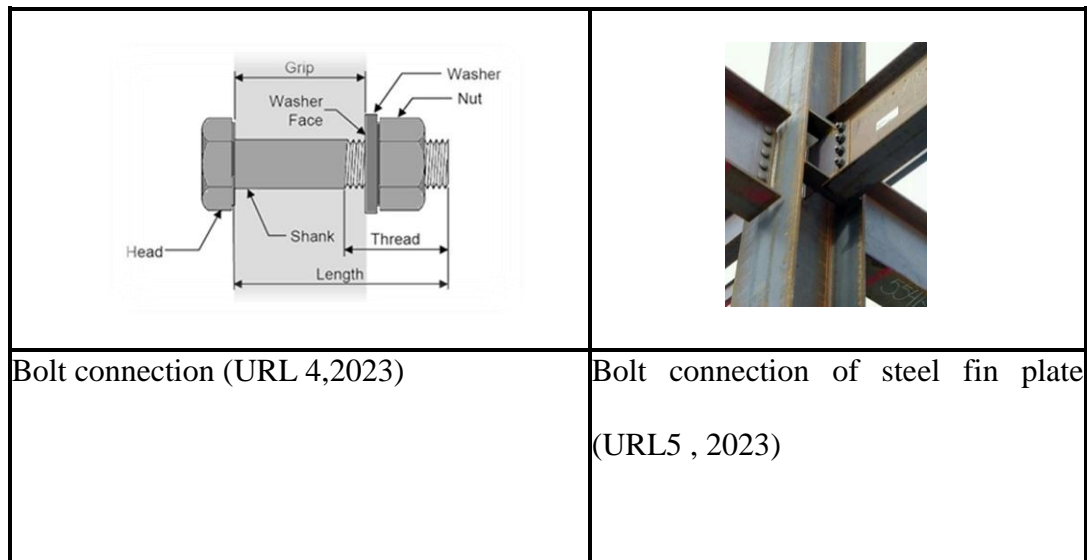 Grip
Washer
Nut
Washer
Face
Shank
Thread
Head
Length
Bolt connection (URL 4,2023)
Bolt connection of steel fin plate
(URL5 , 2023)